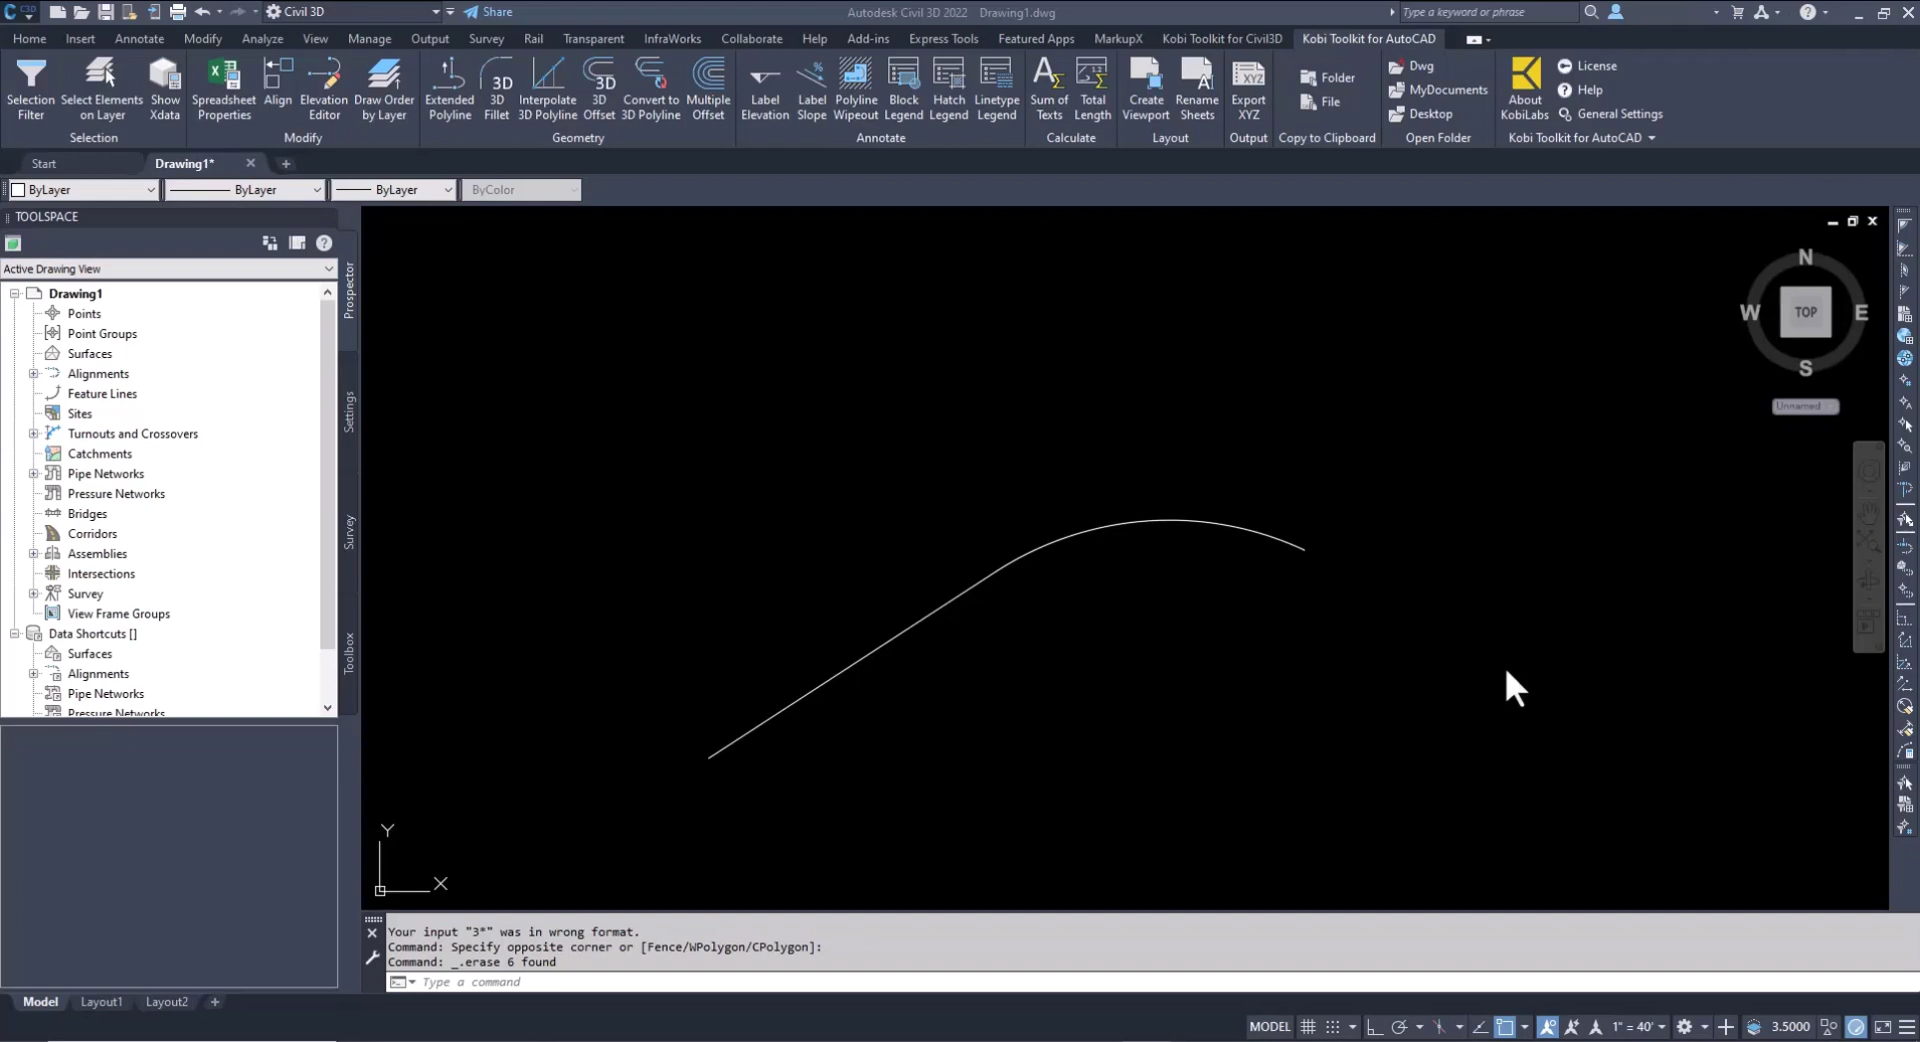 C3D Civil 3D Share Autodesk Civil 3D 2022 Drawing1.dwg Type a keyword or phrase
Home Insert Annotate Modify Analyze View Manage Output Survey Rail Transparent InfraWorks Collaborate Help Add-ins Express Tools Featured Apps MarkupX Kobi Toolkit for Civil3D Kobi Toolkit for AutoCAD
Selection Filter
Select Elements on Layer
Show Xdata
Selection
Spreadsheet Properties
Align
Elevation Editor
Draw Order by Layer
Modify
Extended Polyline
3D Fillet
Interpolate 3D Polyline
3D Offset
Convert to 3D Polyline
Multiple Offset
Geometry
Label Elevation
Label Slope
Polyline Wipeout
Block Legend
Hatch Legend
Linetype Legend
Annotate
Sum of Texts
Total Length
Calculate
Create Viewport
Rename Sheets
Layout
XYZ
Export XYZ
Output
Folder
File
Copy to Clipboard
Dwg
MyDocuments
Desktop
Open Folder
About KobiLabs
License
Help
General Settings
Kobi Toolkit for AutoCAD
Start Drawing1*
ByLayer ByLayer ByLayer ByColor
TOOLSPACE
Active Drawing View
Drawing1
Points
Point Groups
Surfaces
Alignments
Feature Lines
Sites
Turnouts and Crossovers
Catchments
Pipe Networks
Pressure Networks
Bridges
Corridors
Assemblies
Intersections
Survey
View Frame Groups
Data Shortcuts []
Surfaces
Alignments
Pipe Networks
Pressure Networks
Prospector
Settings
Survey
Toolbox
N
W TOP E
S
Unnamed
Y
X
Your input "3*" was in wrong format.
Command: Specify opposite corner or [Fence/WPolygon/CPolygon]:
Command: _.erase 6 found
Type a command
Model Layout1 Layout2
MODEL 1" = 40' 3.5000